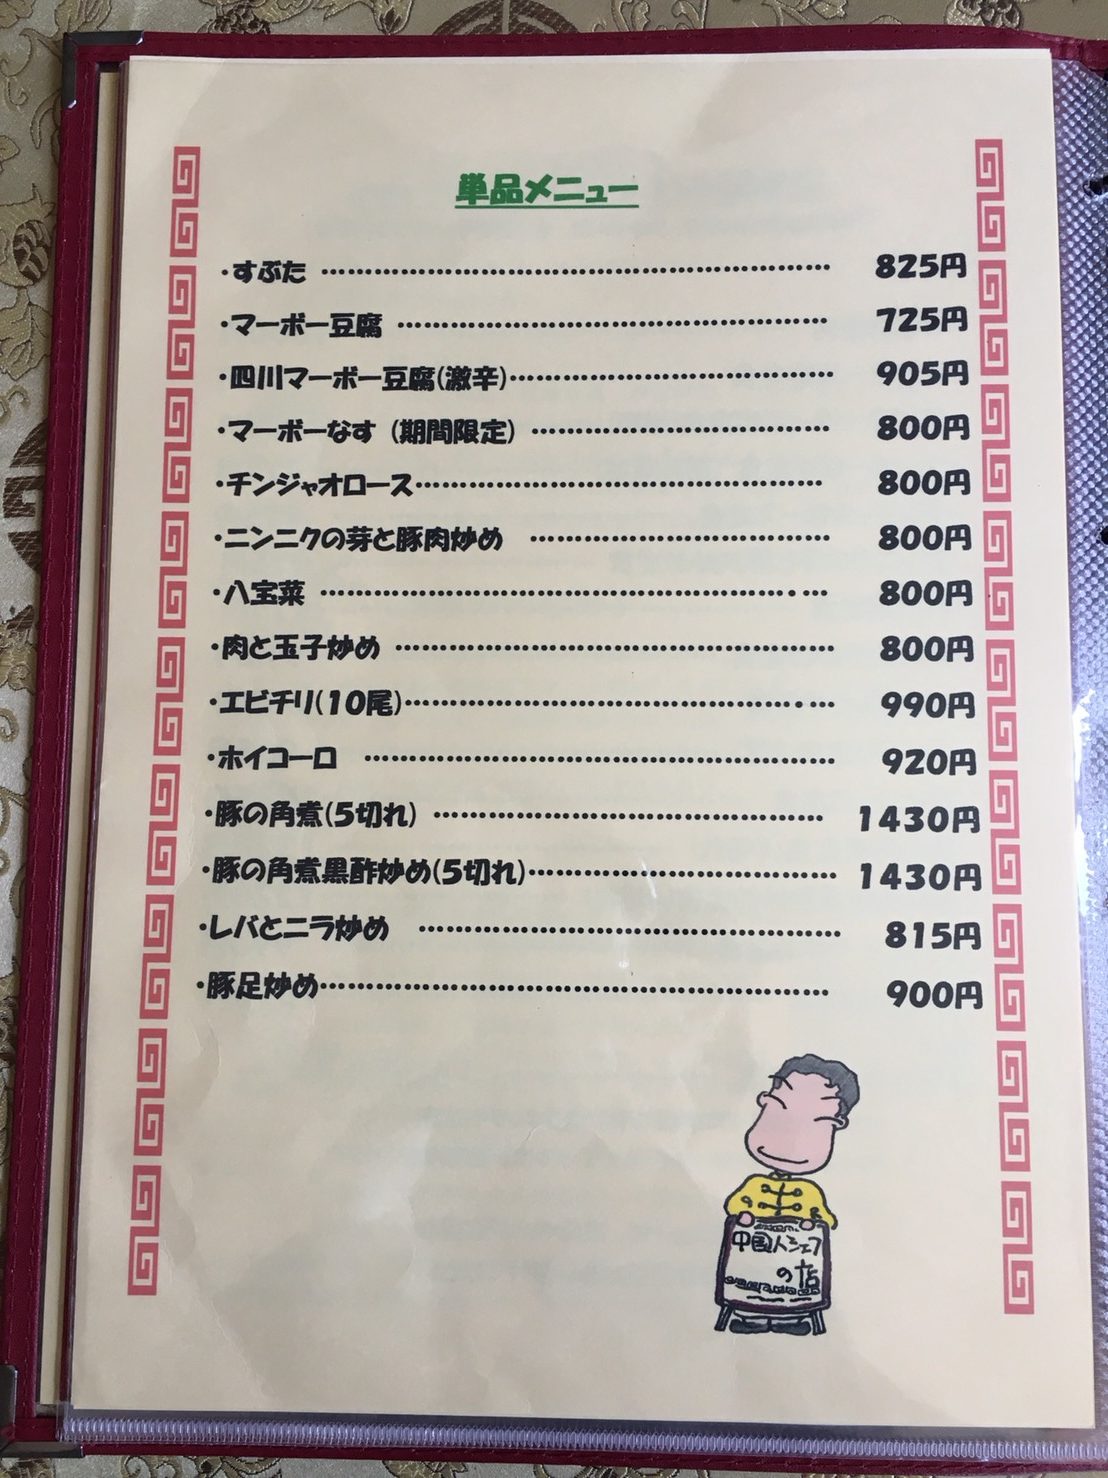 単品メニュー
・すぶた ………………………………………………… 825円
・マーボー豆腐 ………………………………………… 725円
・四川マーボー豆腐(激辛)……………………………… 905円
・マーボーなす (期間限定) …………………………… 800円
・チンジャオロース……………………………………… 800円
・ニンニクの芽と豚肉炒め …………………………… 800円
・八宝菜 ……………………………………………・… 800円
・肉と玉子炒め ………………………………………… 800円
・エビチリ(10尾)……………………………………・… 990円
・ホイコーロ …………………………………………… 920円
・豚の角煮(5切れ) …………………………………… 1430円
・豚の角煮黒酢炒め(5切れ)…………………………… 1430円
・レバとニラ炒め ……………………………………… 815円
・豚足炒め……………………………………………… 900円
中国人シェフ
の店